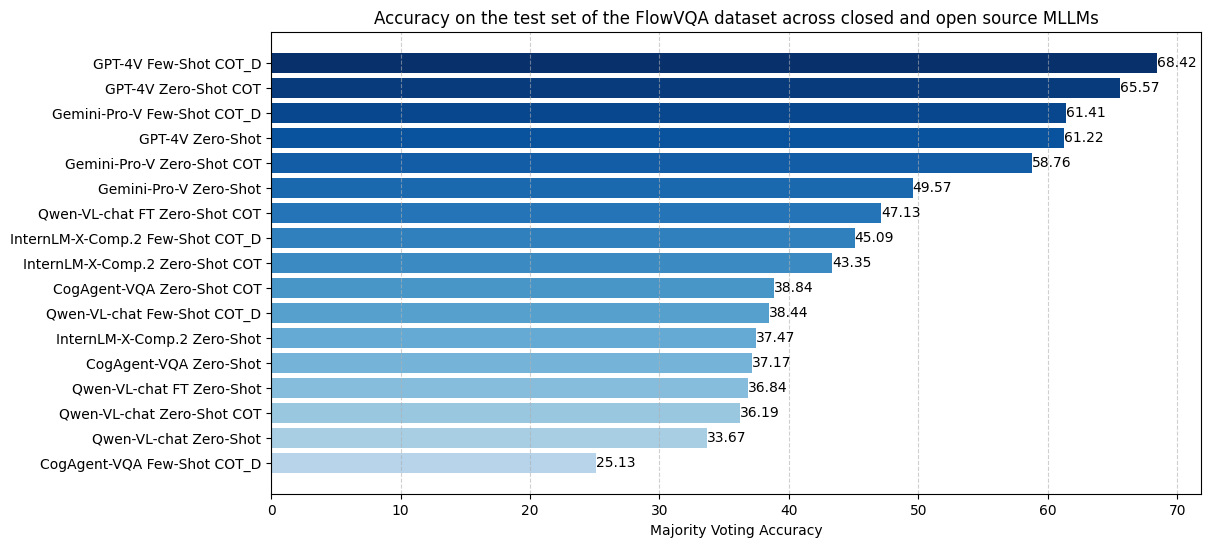 Accuracy on the test set of the FlowVQA dataset across closed and open source MLLMs
GPT-4V Few-Shot COT_D 68.42
GPT-4V Zero-Shot COT 65.57
Gemini-Pro-V Few-Shot COT_D 61.41
GPT-4V Zero-Shot 61.22
Gemini-Pro-V Zero-Shot COT 58.76
Gemini-Pro-V Zero-Shot 49.57
Qwen-VL-chat FT Zero-Shot COT 47.13
InternLM-X-Comp.2 Few-Shot COT_D 45.09
InternLM-X-Comp.2 Zero-Shot COT 43.35
CogAgent-VQA Zero-Shot COT 38.84
Qwen-VL-chat Few-Shot COT_D 38.44
InternLM-X-Comp.2 Zero-Shot 37.47
CogAgent-VQA Zero-Shot 37.17
Qwen-VL-chat FT Zero-Shot 36.84
Qwen-VL-chat Zero-Shot COT 36.19
Qwen-VL-chat Zero-Shot 33.67
CogAgent-VQA Few-Shot COT_D 25.13
0 10 20 30 40 50 60 70
Majority Voting Accuracy